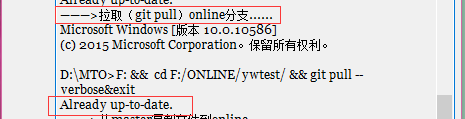 Already up-to-date.
———>拉取（git pull）online分支......
Microsoft Windows [版本 10.0.10586]
(c) 2015 Microsoft Corporation。保留所有权利。
D:\MTO>F: &&  cd F:/ONLINE/ywtest/ && git pull --
verbose&exit
Already up-to-date.